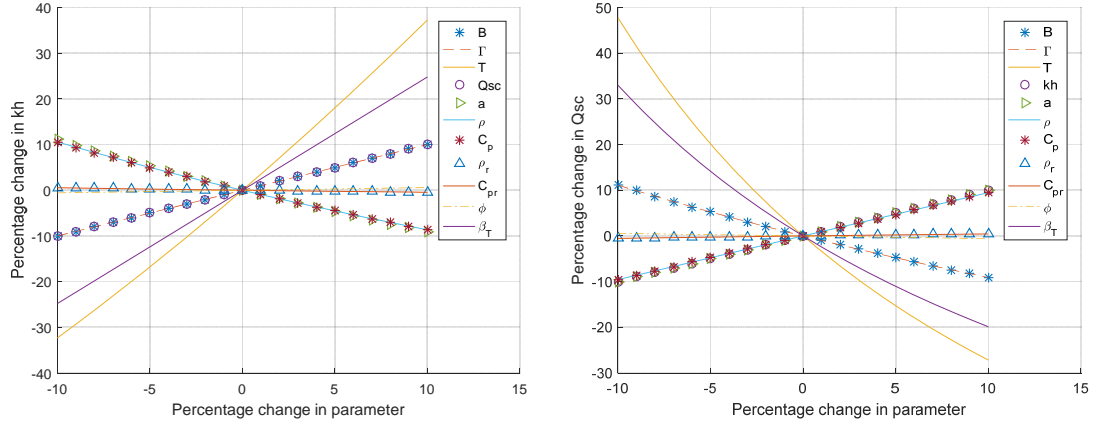 40
30
20
10
0
-10
-20
-30
-40
Percentage change in kh
-10
-5
0
5
10
15
Percentage change in parameter
B
Γ
T
Qsc
a
ρ
Cp
ρr
Cpr
ϕ
βT
50
40
30
20
10
0
-10
-20
-30
Percentage change in Qsc
-10
-5
0
5
10
15
Percentage change in parameter
B
Γ
T
kh
a
ρ
Cp
ρr
Cpr
ϕ
βT